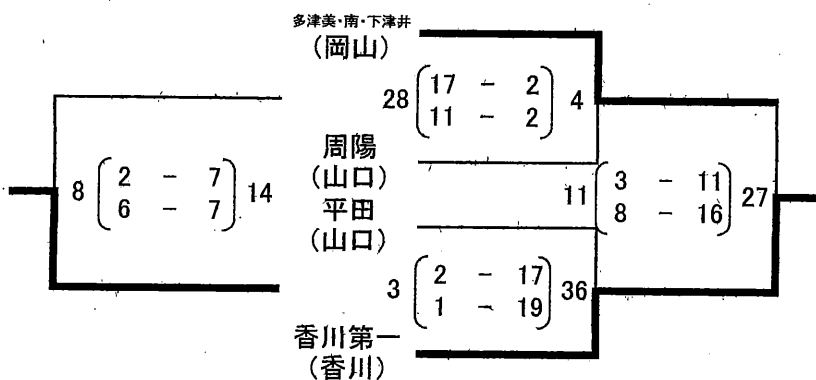 多津美・南・下津井
(岡山)
28 (17 - 2) 4
11 - 2
周陽
(山口)
平田
(山口)
8 (2 - 7) 14
6 - 7
11 (3 - 11) 27
8 - 16
3 (2 - 17) 36
1 - 19
香川第一
(香川)